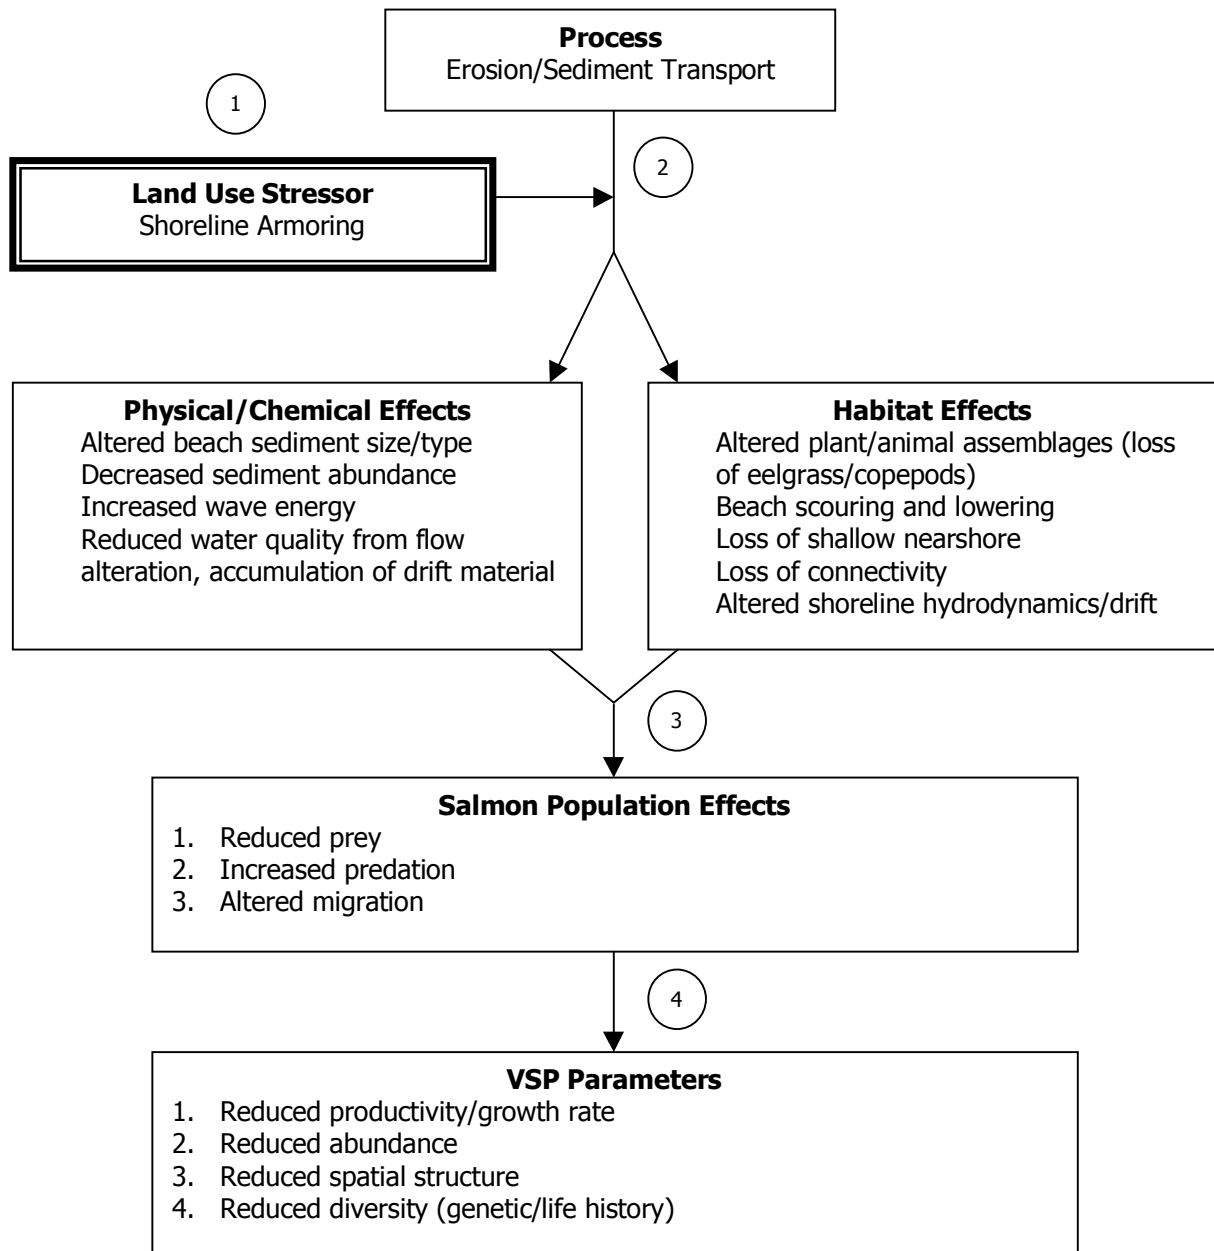 Process
Erosion/Sediment Transport
1
2
Land Use Stressor
Shoreline Armoring
Physical/Chemical Effects
Altered beach sediment size/type
Decreased sediment abundance
Increased wave energy
Reduced water quality from flow
alteration, accumulation of drift material
Habitat Effects
Altered plant/animal assemblages (loss
of eelgrass/copepods)
Beach scouring and lowering
Loss of shallow nearshore
Loss of connectivity
Altered shoreline hydrodynamics/drift
3
Salmon Population Effects
1. Reduced prey
2. Increased predation
3. Altered migration
4
VSP Parameters
1. Reduced productivity/growth rate
2. Reduced abundance
3. Reduced spatial structure
4. Reduced diversity (genetic/life history)